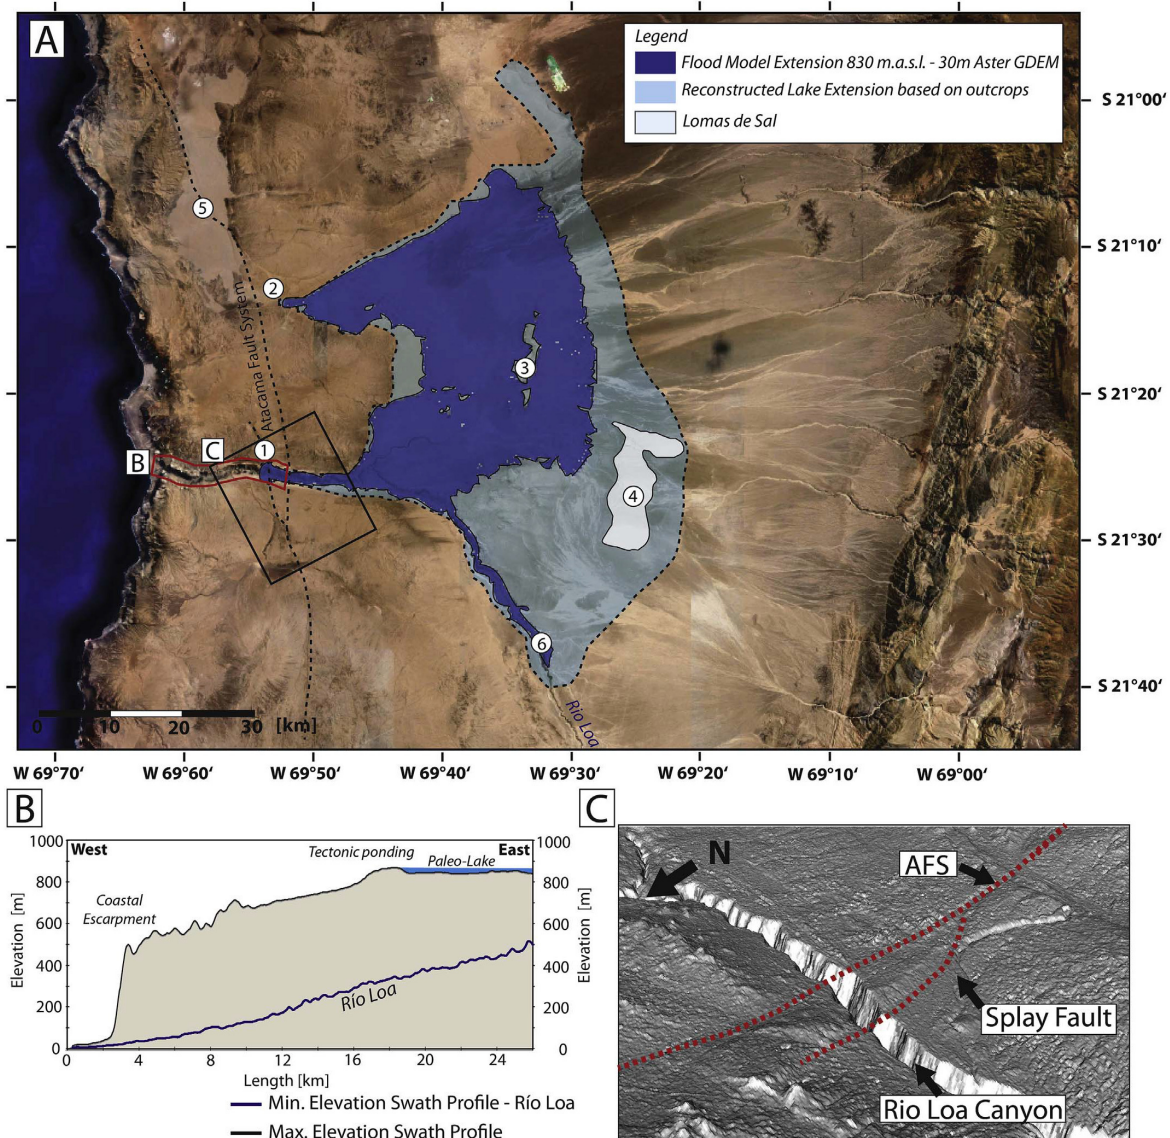 A
Legend
Flood Model Extension 830 m.a.s.l. - 30m Aster GDEM
Reconstructed Lake Extension based on outcrops
Lomas de Sal
S 21°00‘
S 21°10‘
S 21°20‘
S 21°30‘
S 21°40‘
5
2
Atacama Fault System
3
1
B
C
4
6
Rio Loa
0 10 20 30 [km]
W 69°70‘ W 69°60‘ W 69°50‘ W 69°40‘ W 69°30‘ W 69°20‘ W 69°10‘ W 69°00‘
B
1000
800
600
400
200
0
Elevation [m]
West
East
Tectonic ponding
Paleo-Lake
Coastal
Escarpment
Río Loa
1000
800
600
400
200
0
Elevation [m]
0 4 8 12 16 20 24
Length [km]
Min. Elevation Swath Profile - Río Loa
Max. Elevation Swath Profile
C
N
AFS
Splay Fault
Rio Loa Canyon